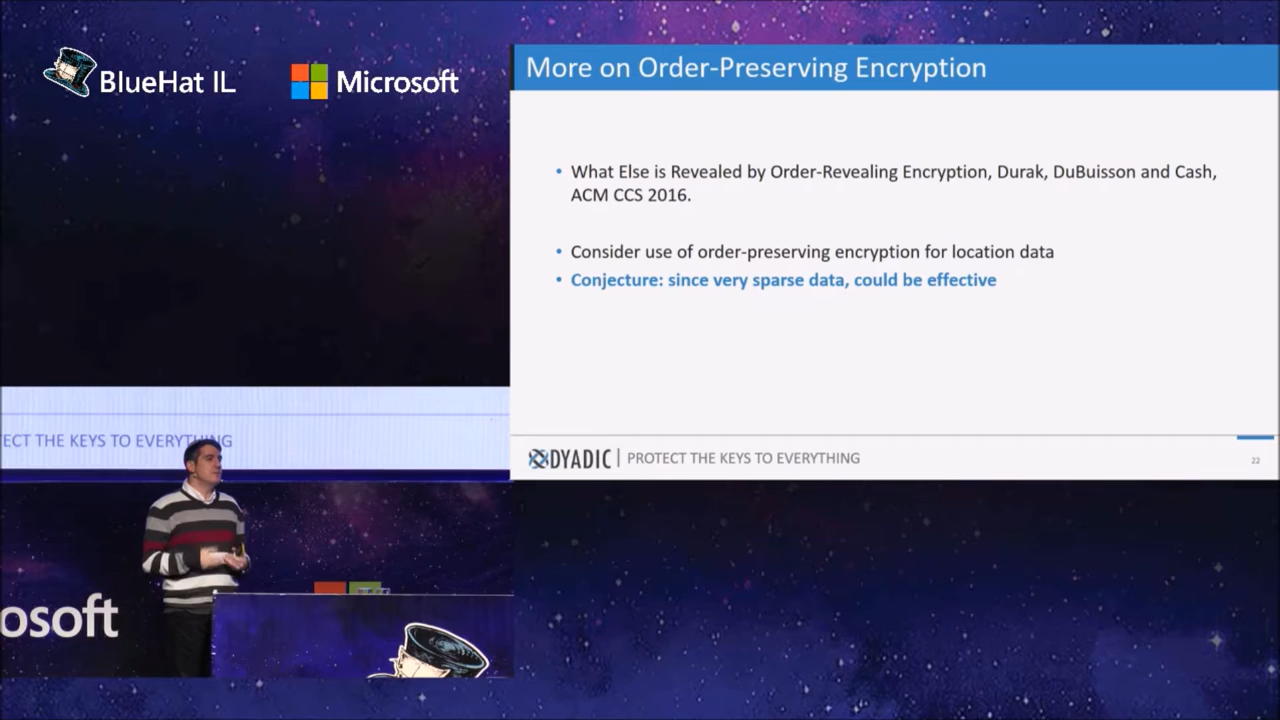 BlueHat IL
Microsoft
More on Order-Preserving Encryption
• What Else is Revealed by Order-Revealing Encryption, Durak, DuBuisson and Cash,
ACM CCS 2016.
• Consider use of order-preserving encryption for location data
• Conjecture: since very sparse data, could be effective
DYADIC | PROTECT THE KEYS TO EVERYTHING
22
ECT THE KEYS TO EVERYTHING
osoft